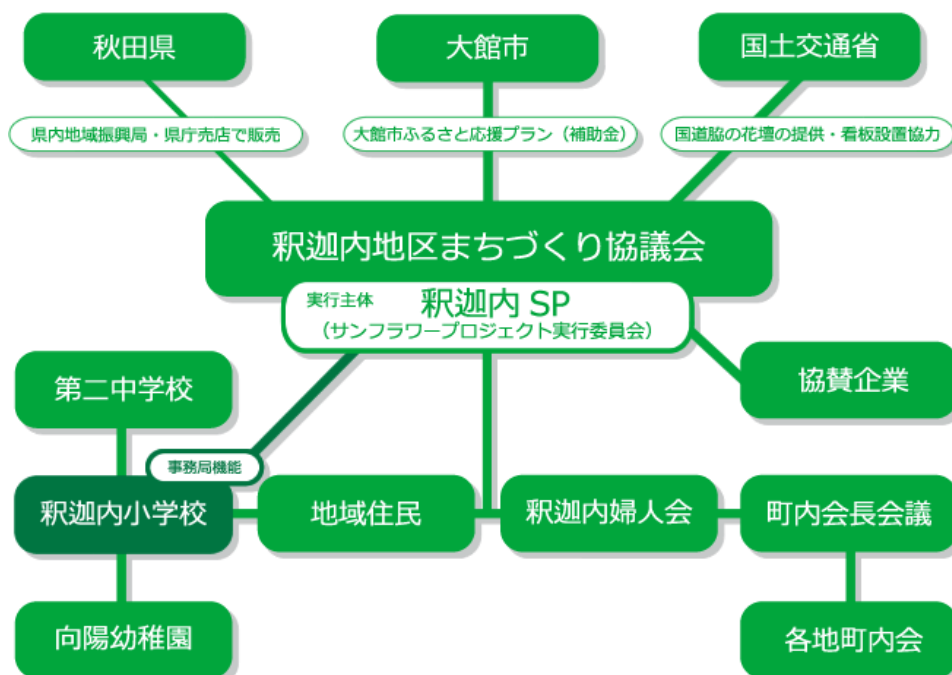 秋田県
大館市
国土交通省
県内地域振興局・県庁売店で販売
大館市ふるさと応援プラン（補助金）
国道脇の花壇の提供・看板設置協力
釈迦内地区まちづくり協議会
実行主体 釈迦内 SP
（サンフラワープロジェクト実行委員会）
第二中学校
協賛企業
事務局機能
釈迦内小学校
地域住民
釈迦内婦人会
町内会長会議
向陽幼稚園
各地町内会